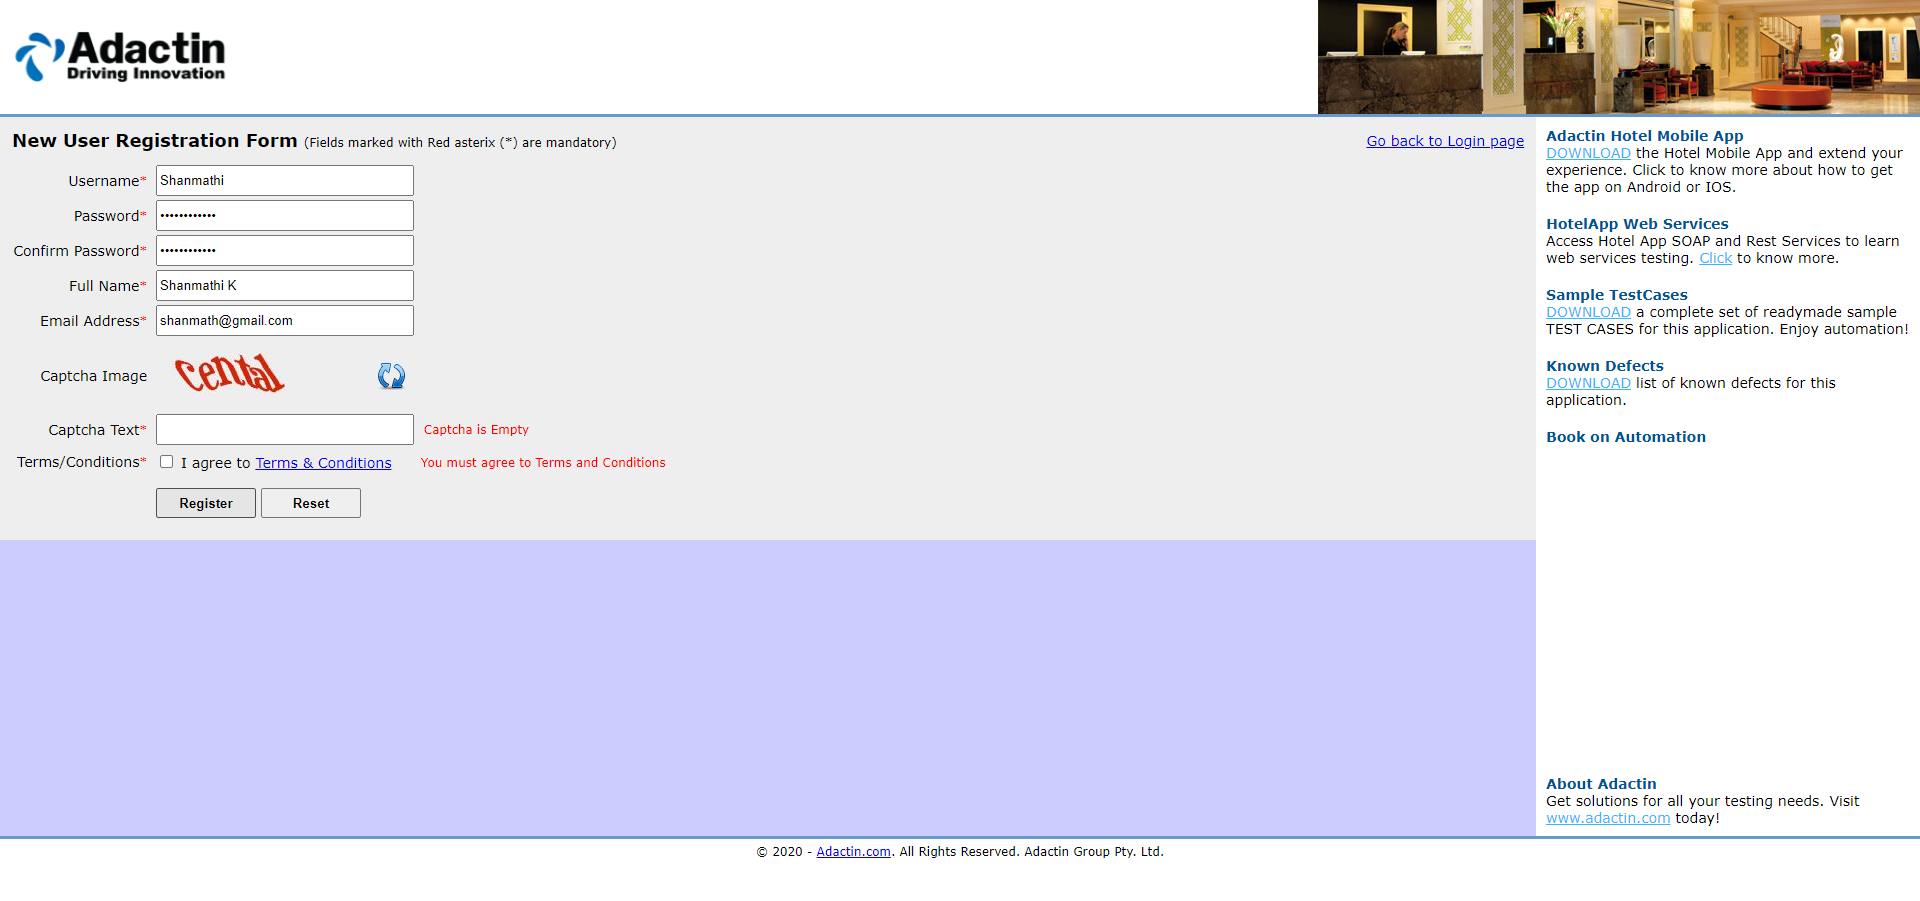 Adactin
Driving Innovation
New User Registration Form (Fields marked with Red asterix (*) are mandatory)
Go back to Login page
Username* Shanmathi
Password* ••••••••••••
Confirm Password* ••••••••••••
Full Name* Shanmathi K
Email Address* shanmath@gmail.com
Captcha Image cental
Captcha Text* Captcha is Empty
Terms/Conditions* I agree to Terms & Conditions You must agree to Terms and Conditions
Register Reset
Adactin Hotel Mobile App
DOWNLOAD the Hotel Mobile App and extend your
experience. Click to know more about how to get
the app on Android or IOS.
HotelApp Web Services
Access Hotel App SOAP and Rest Services to learn
web services testing. Click to know more.
Sample TestCases
DOWNLOAD a complete set of readymade sample
TEST CASES for this application. Enjoy automation!
Known Defects
DOWNLOAD list of known defects for this
application.
Book on Automation
About Adactin
Get solutions for all your testing needs. Visit
www.adactin.com today!
© 2020 - Adactin.com. All Rights Reserved. Adactin Group Pty. Ltd.